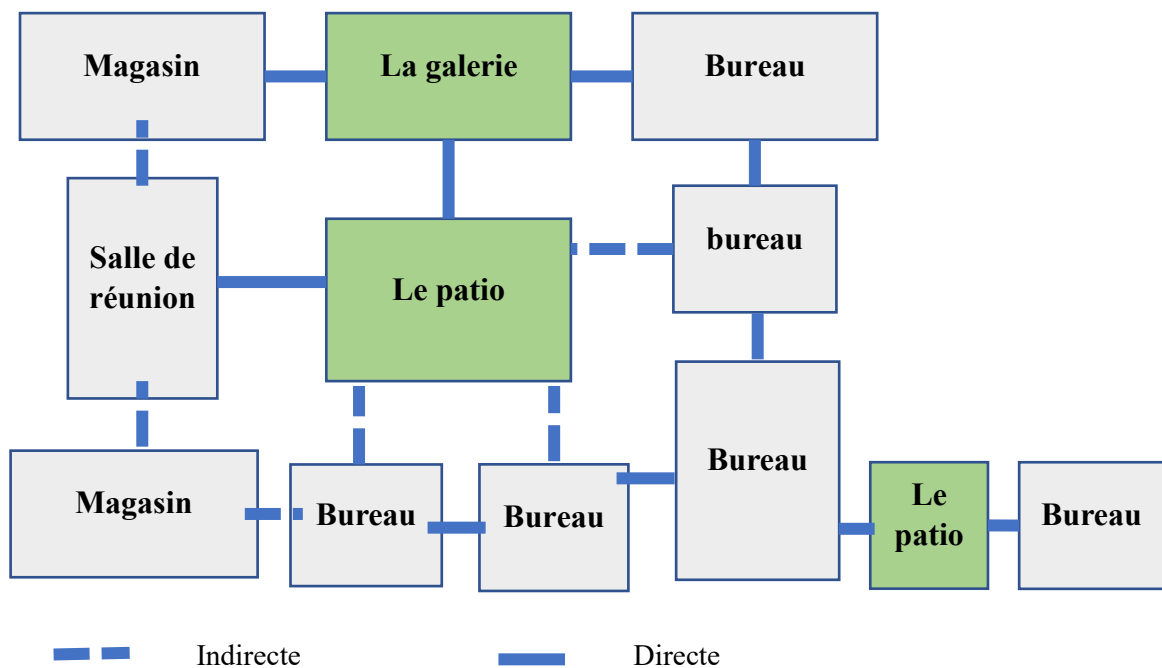 Magasin
La galerie
Bureau
Salle de
réunion
Le patio
bureau
Magasin
Bureau
Bureau
Bureau
Le
patio
Bureau
Indirecte
Directe